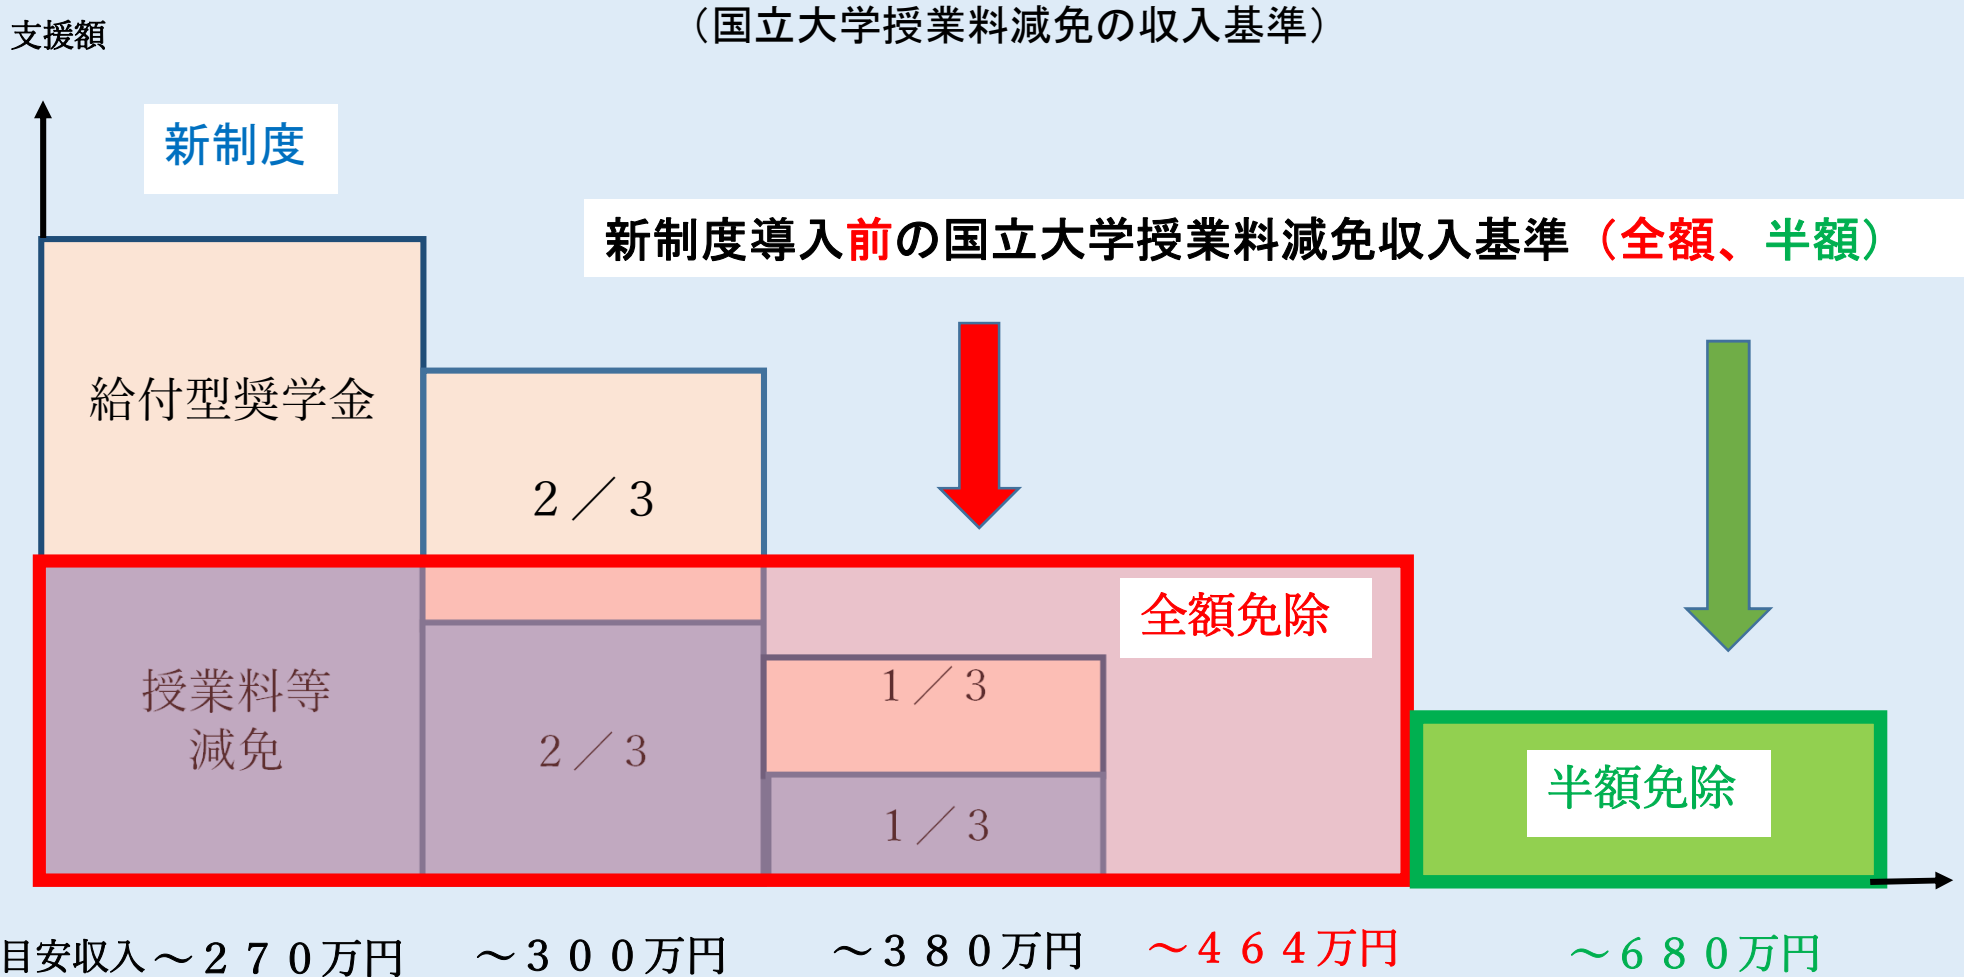 （国立大学授業料減免の収入基準）
支援額
新制度
新制度導入前の国立大学授業料減免収入基準（全額、半額）
給付型奨学金
２／３
全額免除
授業料等
減免
２／３
１／３
１／３
半額免除
目安収入～２７０万円
～３００万円
～３８０万円
～４６４万円
～６８０万円